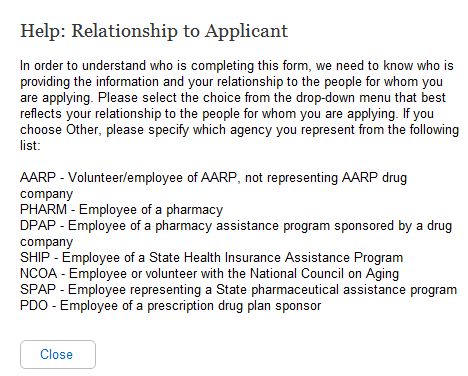 Help: Relationship to Applicant
In order to understand who is completing this form, we need to know who is
providing the information and your relationship to the people for whom you
are applying. Please select the choice from the drop-down menu that best
reflects your relationship to the people for whom you are applying. If you
choose Other, please specify which agency you represent from the following
list:
AARP - Volunteer/employee of AARP, not representing AARP drug
company
PHARM - Employee of a pharmacy
DPAP - Employee of a pharmacy assistance program sponsored by a drug
company
SHIP - Employee of a State Health Insurance Assistance Program
NCOA - Employee or volunteer with the National Council on Aging
SPAP - Employee representing a State pharmaceutical assistance program
PDO - Employee of a prescription drug plan sponsor
Close